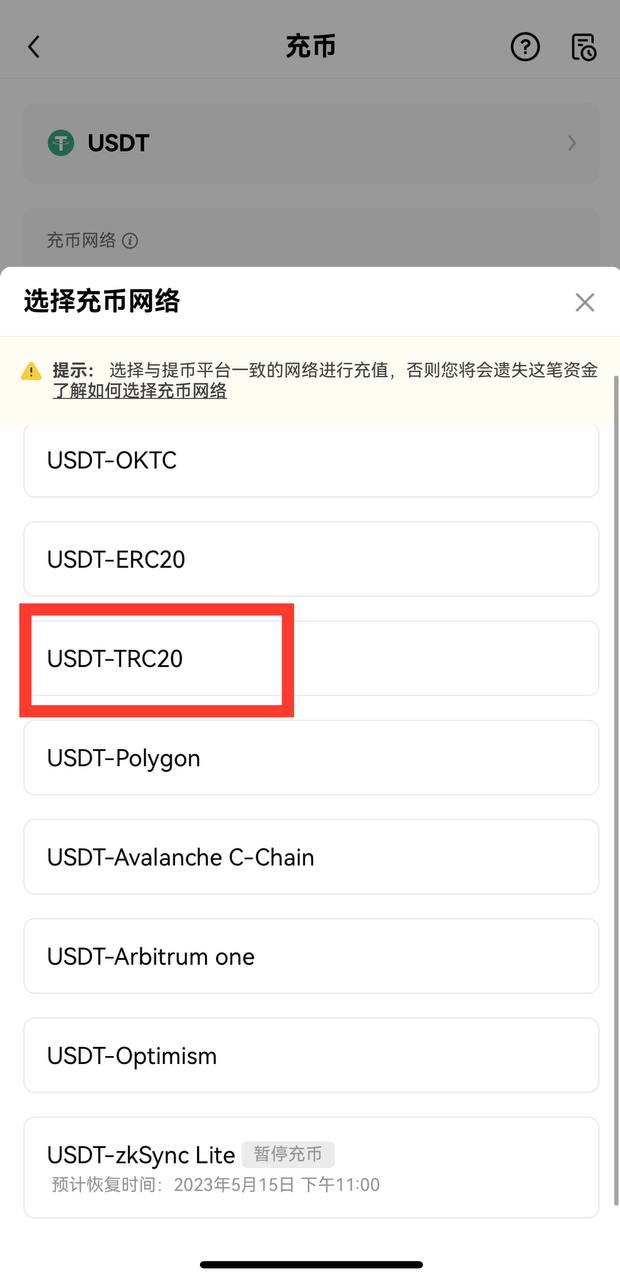 充币
USDT
充币网络
选择充币网络
提示： 选择与提币平台一致的网络进行充值，否则您将会遗失这笔资金
了解如何选择充币网络
USDT-OKTC
USDT-ERC20
USDT-TRC20
USDT-Polygon
USDT-Avalanche C-Chain
USDT-Arbitrum one
USDT-Optimism
USDT-zkSync Lite 暂停充币
预计恢复时间：2023年5月15日 下午11:00